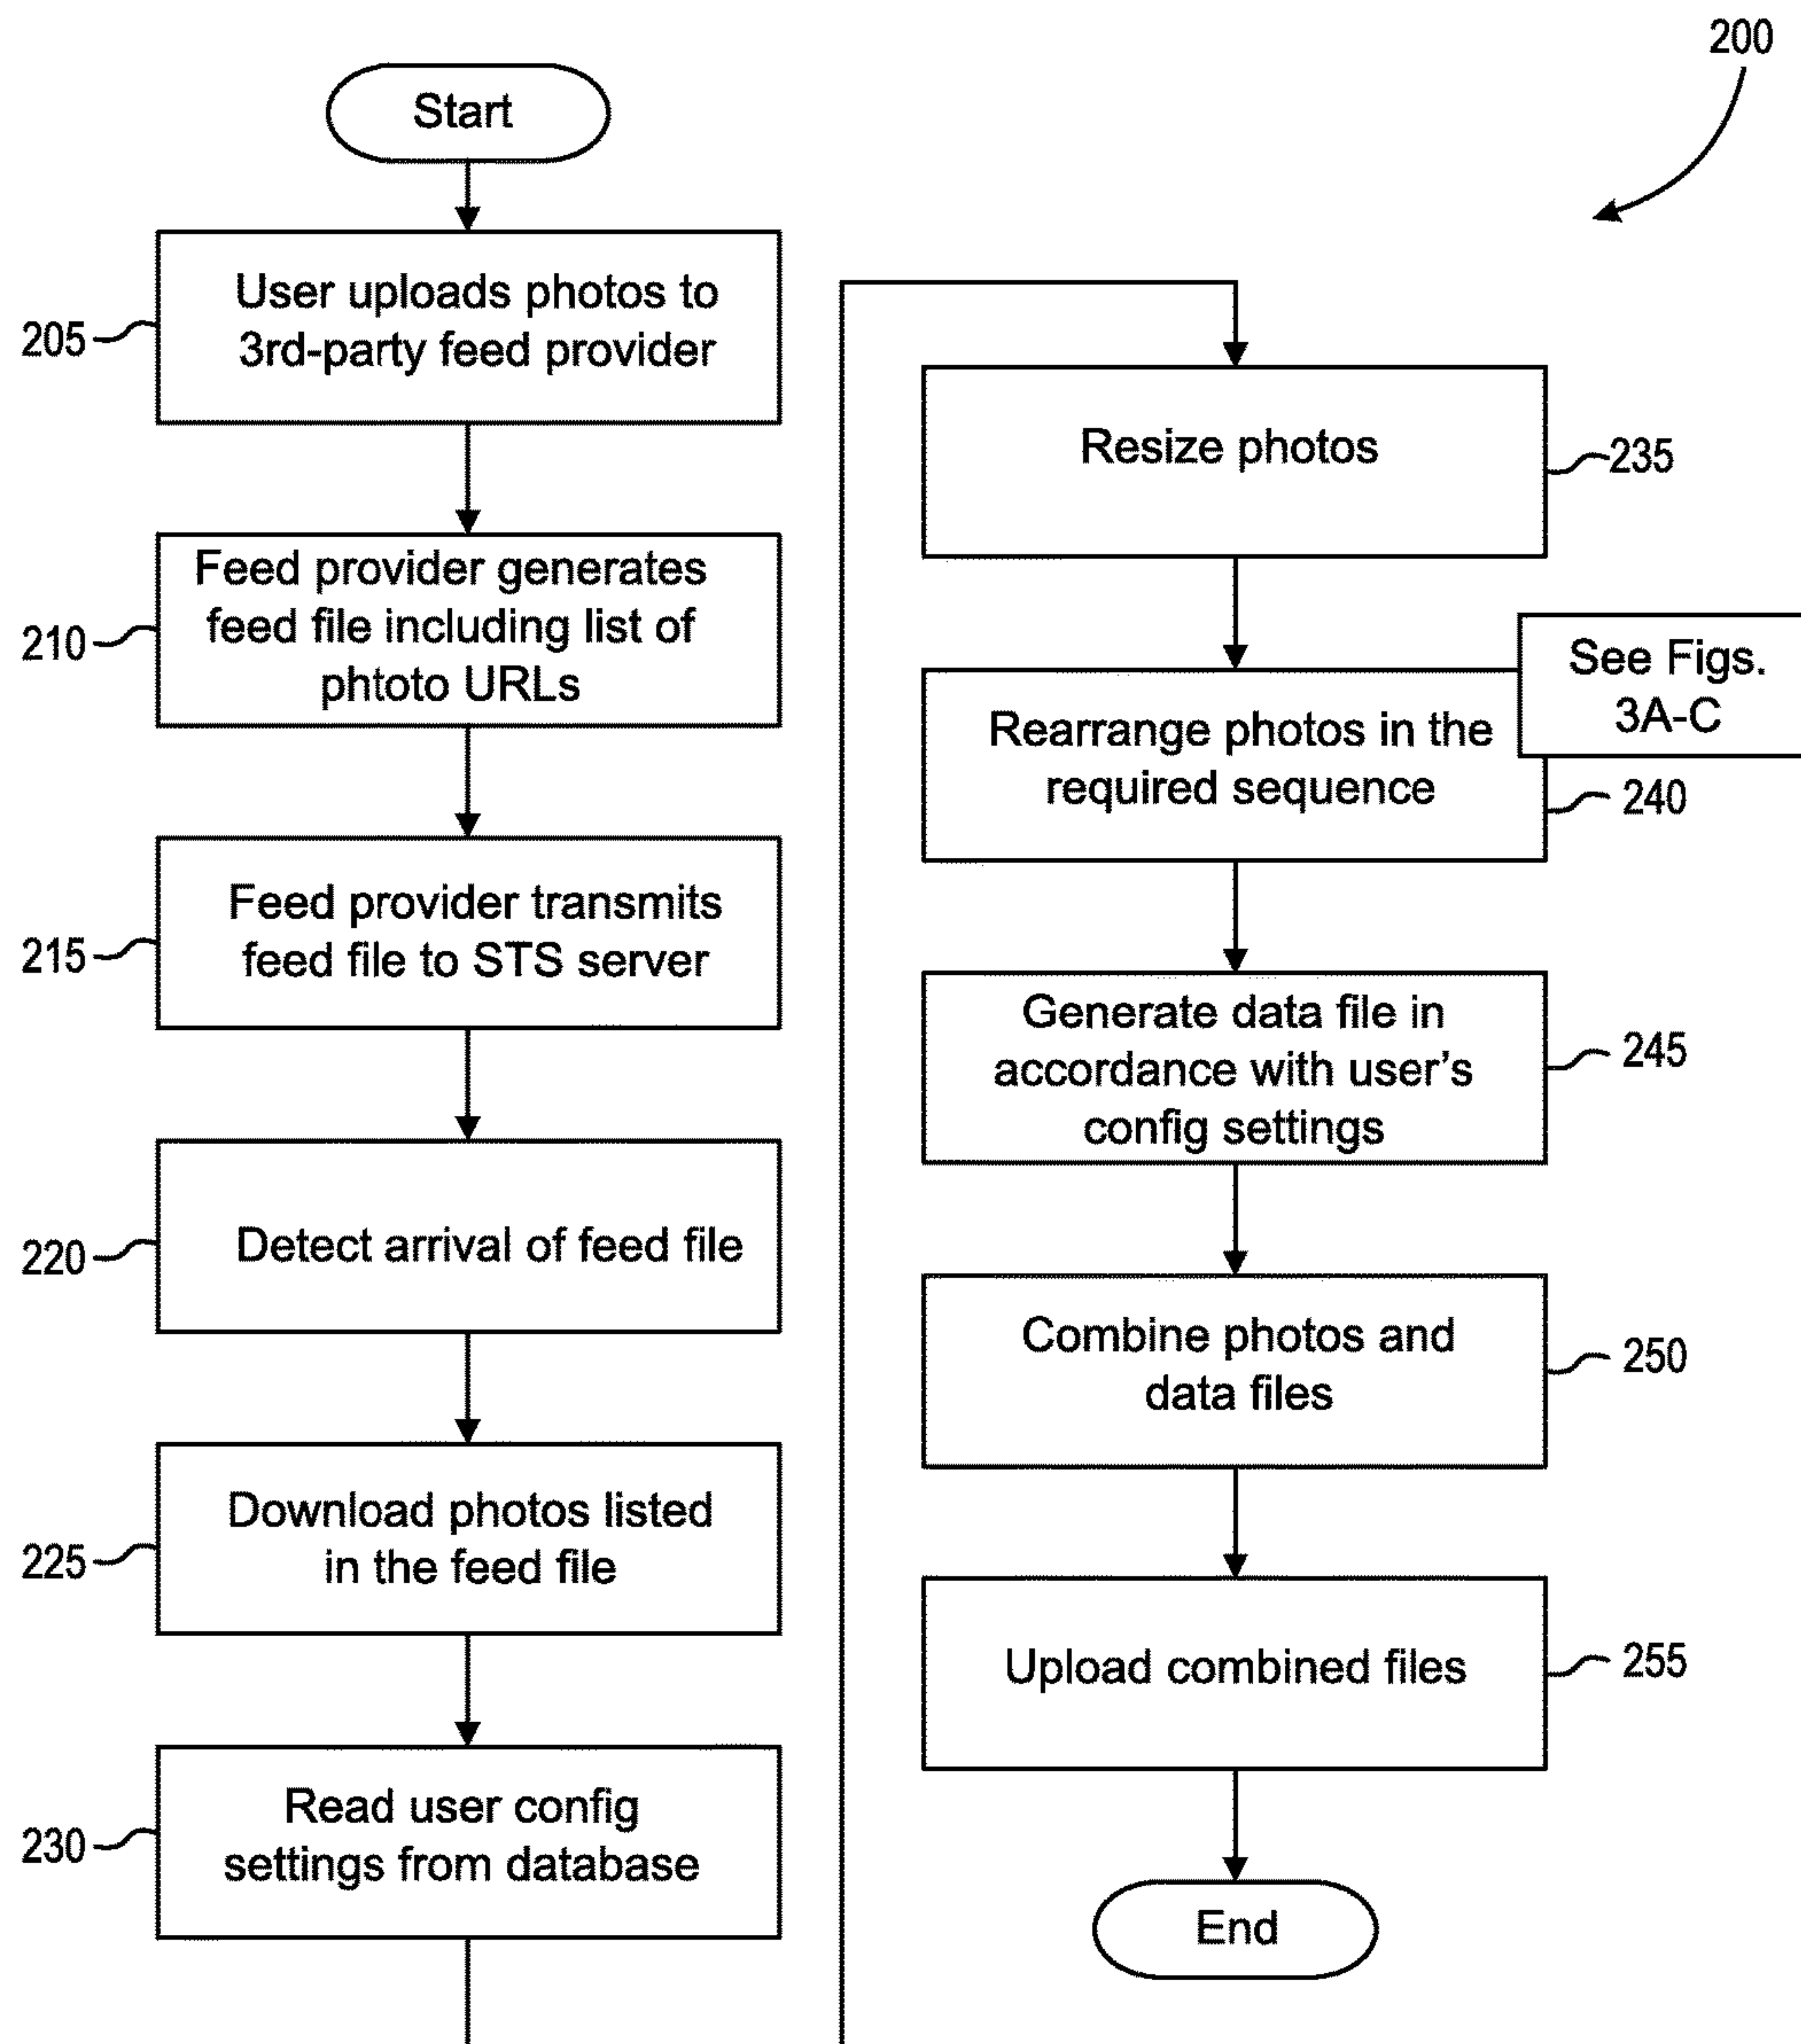 200
Start
205
User uploads photos to
3rd-party feed provider
210
Feed provider generates
feed file including list of
phtoto URLs
215
Feed provider transmits
feed file to STS server
220
Detect arrival of feed file
225
Download photos listed
in the feed file
230
Read user config
settings from database
Resize photos
235
See Figs.
3A-C
Rearrange photos in the
required sequence
240
Generate data file in
accordance with user's
config settings
245
Combine photos and
data files
250
Upload combined files
255
End